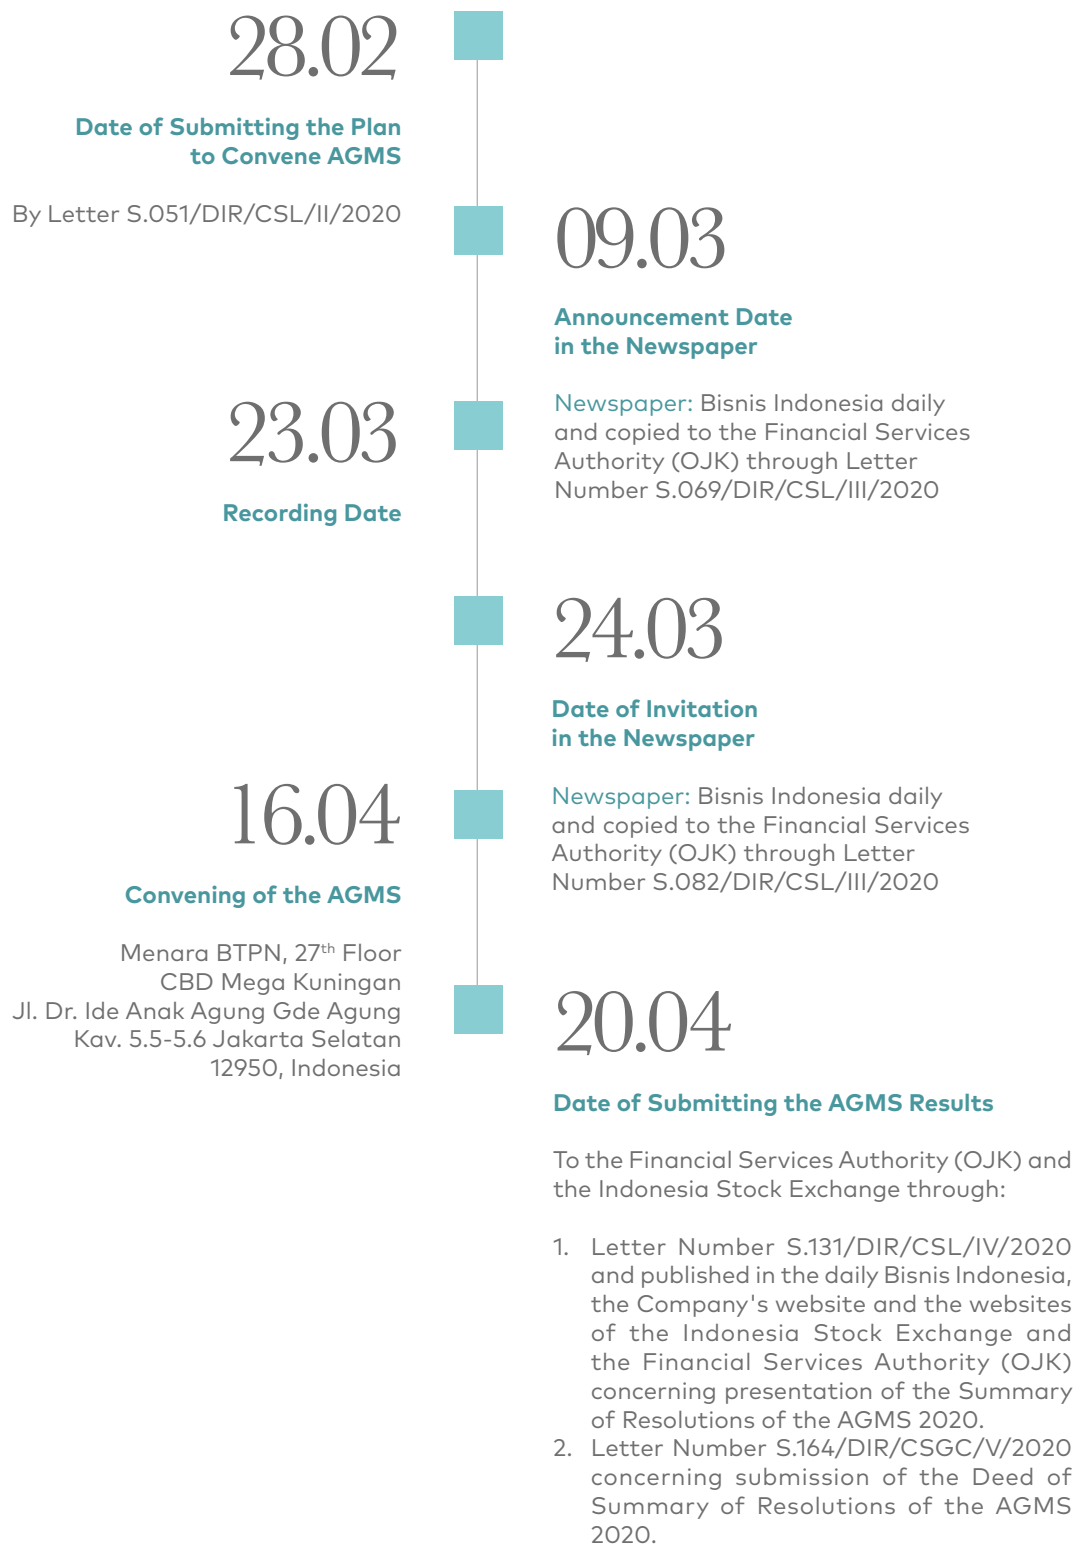 28.02
Date of Submitting the Plan
to Convene AGMS
By Letter S.051/DIR/CSL/II/2020
09.03
Announcement Date
in the Newspaper
Newspaper: Bisnis Indonesia daily
and copied to the Financial Services
Authority (OJK) through Letter
Number S.069/DIR/CSL/III/2020
23.03
Recording Date
24.03
Date of Invitation
in the Newspaper
Newspaper: Bisnis Indonesia daily
and copied to the Financial Services
Authority (OJK) through Letter
Number S.082/DIR/CSL/III/2020
16.04
Convening of the AGMS
Menara BTPN, 27th Floor
CBD Mega Kuningan
Jl. Dr. Ide Anak Agung Gde Agung
Kav. 5.5-5.6 Jakarta Selatan
12950, Indonesia
20.04
Date of Submitting the AGMS Results
To the Financial Services Authority (OJK) and
the Indonesia Stock Exchange through:
1. Letter Number S.131/DIR/CSL/IV/2020
and published in the daily Bisnis Indonesia,
the Company's website and the websites
of the Indonesia Stock Exchange and
the Financial Services Authority (OJK)
concerning presentation of the Summary
of Resolutions of the AGMS 2020.
2. Letter Number S.164/DIR/CSGC/V/2020
concerning submission of the Deed of
Summary of Resolutions of the AGMS
2020.